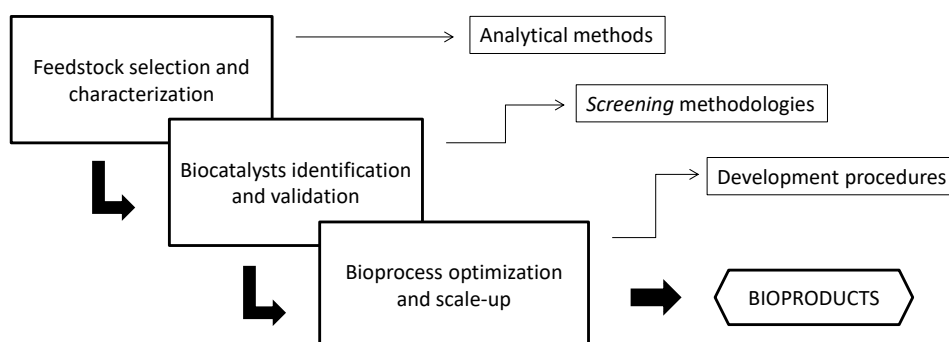 Analytical methods
Feedstock selection and
characterization
Screening methodologies
Biocatalysts identification
and validation
Development procedures
Bioprocess optimization
and scale-up
BIOPRODUCTS